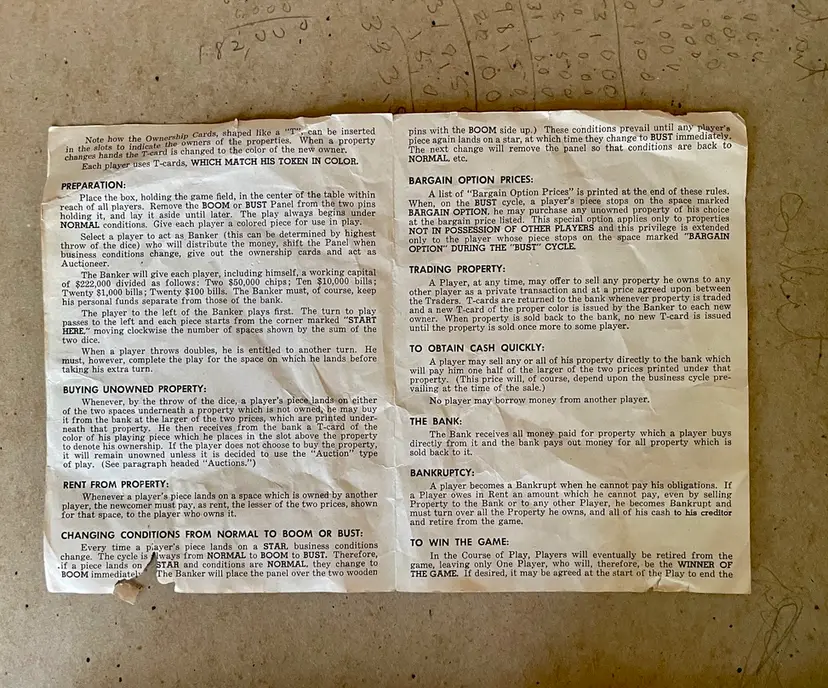 6000
1.82,000
Note how the Ownership Cards, shaped like a "T", can be inserted
in the slots to indicate the owners of the properties. When a property
changes hands the T-card is changed to the color of the new owner.
Each player uses T-cards, WHICH MATCH HIS TOKEN IN COLOR.
PREPARATION:
Place the box, holding the game field, in the center of the table within
reach of all players. Remove the BOOM or BUST Panel from the two pins
holding it, and lay it aside until later. The play always begins under
NORMAL conditions. Give each player a colored piece for use in play.
Select a player to act as Banker (this can be determined by highest
throw of the dice) who will distribute the money, shift the Panel when
business conditions change, give out the ownership cards and act as
Auctioneer.
The Banker will give each player, including himself, a working capital
of $222,000 divided as follows: Two $50,000 chips; Ten $10,000 bills;
Twenty $1,000 bills; Twenty $100 bills. The Banker must, of course, keep
his personal funds separate from those of the bank.
The player to the left of the Banker plays first. The turn to play
passes to the left and each piece starts from the corner marked "START
HERE," moving clockwise the number of spaces shown by the sum of the
two dice.
When a player throws doubles, he is entitled to another turn. He
must, however, complete the play for the space on which he lands before
taking his extra turn.
BUYING UNOWNED PROPERTY:
Whenever, by the throw of the dice, a player's piece lands on either
of the two spaces underneath a property which is not owned, he may buy
it from the bank at the larger of the two prices, which are printed under-
neath that property. He then receives from the bank a T-card of the
color of his playing piece which he places in the slot above the property
to denote his ownership. If the player does not choose to buy the property,
it will remain unowned unless it is decided to use the "Auction" type
of play. (See paragraph headed "Auctions.")
RENT FROM PROPERTY:
Whenever a player's piece lands on a space which is owned by another
player, the newcomer must pay, as rent, the lesser of the two prices, shown
for that space, to the player who owns it.
CHANGING CONDITIONS FROM NORMAL TO BOOM OR BUST:
Every time a player's piece lands on a STAR, business conditions
change. The cycle is always from NORMAL to BOOM to BUST. Therefore,
if a piece lands on STAR and conditions are NORMAL, they change to
BOOM immediately. The Banker will place the panel over the two wooden
pins with the BOOM side up.) These conditions prevail until any player's
piece again lands on a star, at which time they change to BUST immediately.
The next change will remove the panel so that conditions are back to
NORMAL, etc.
BARGAIN OPTION PRICES:
A list of "Bargain Option Prices" is printed at the end of these rules.
When, on the BUST cycle, a player's piece stops on the space marked
BARGAIN OPTION, he may purchase any unowned property of his choice
at the bargain price listed. This special option applies only to properties
NOT IN POSSESSION OF OTHER PLAYERS and this privilege is extended
only to the player whose piece stops on the space marked "BARGAIN
OPTION" DURING THE "BUST" CYCLE.
TRADING PROPERTY:
A Player, at any time, may offer to sell any property he owns to any
other player as a private transaction and at a price agreed upon between
the Traders. T-cards are returned to the bank whenever property is traded
and a new T-card of the proper color is issued by the Banker to each new
owner. When property is sold back to the bank, no new T-card is issued
until the property is sold once more to some player.
TO OBTAIN CASH QUICKLY:
A player may sell any or all of his property directly to the bank which
will pay him one half of the larger of the two prices printed under that
property. (This price will, of course, depend upon the business cycle pre-
vailing at the time of the sale.)
No player may borrow money from another player.
THE BANK:
The Bank receives all money paid for property which a player buys
directly from it and the bank pays out money for all property which is
sold back to it.
BANKRUPTCY:
A player becomes a Bankrupt when he cannot pay his obligations. If
a Player owes in Rent an amount which he cannot pay, even by selling
Property to the Bank or to any other Player, he becomes Bankrupt and
must turn over all the Property he owns, and all of his cash to his creditor
and retire from the game.
TO WIN THE GAME:
In the Course of Play, Players will eventually be retired from the
game, leaving only One Player, who will, therefore, be the WINNER OF
THE GAME. If desired, it may be agreed at the start of the Play to end the